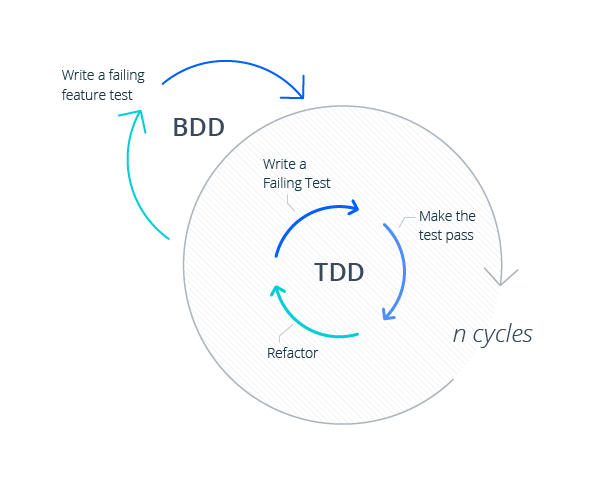 Write a failing
feature test
BDD
Write a
Failing Test
Make the
test pass
TDD
n cycles
Refactor